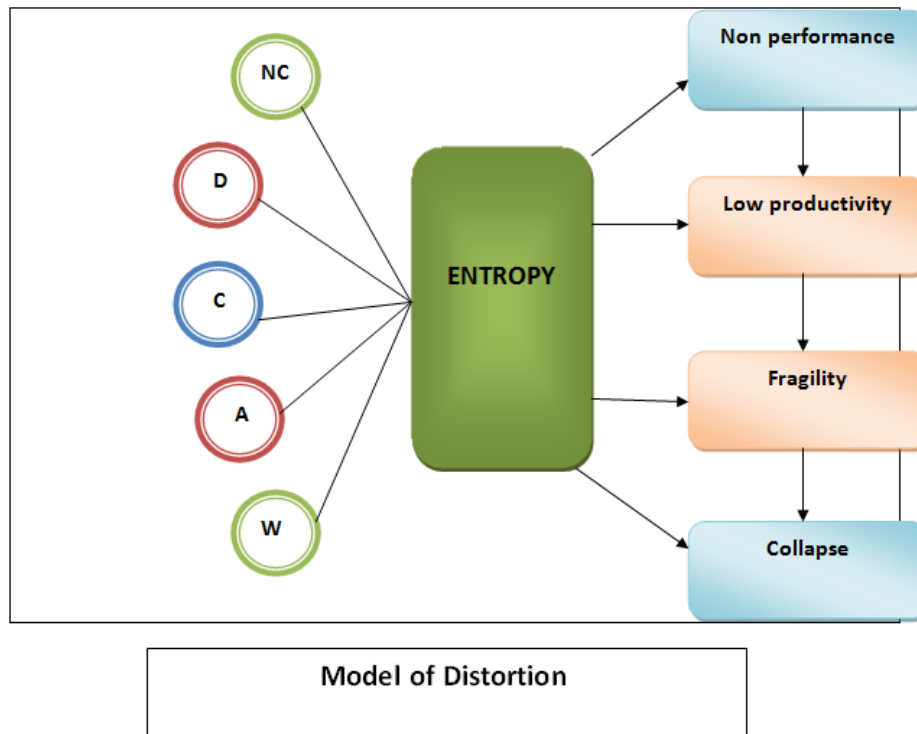 NC
D
C
A
W
ENTROPY
Non performance
Low productivity
Fragility
Collapse
Model of Distortion